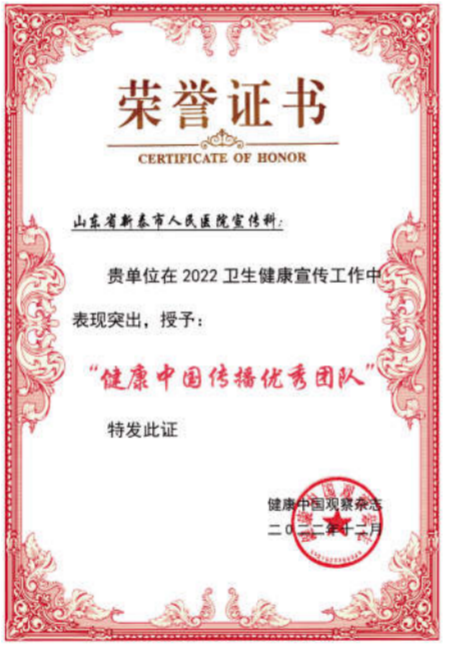 荣誉证书
CERTIFICATE OF HONOR
山东省新泰市人民医院宣传科：
贵单位在 2022 卫生健康宣传工作中
表现突出，授予：
“健康中国传播优秀团队”
特发此证
健康中国观察杂志
二〇二二年十二月